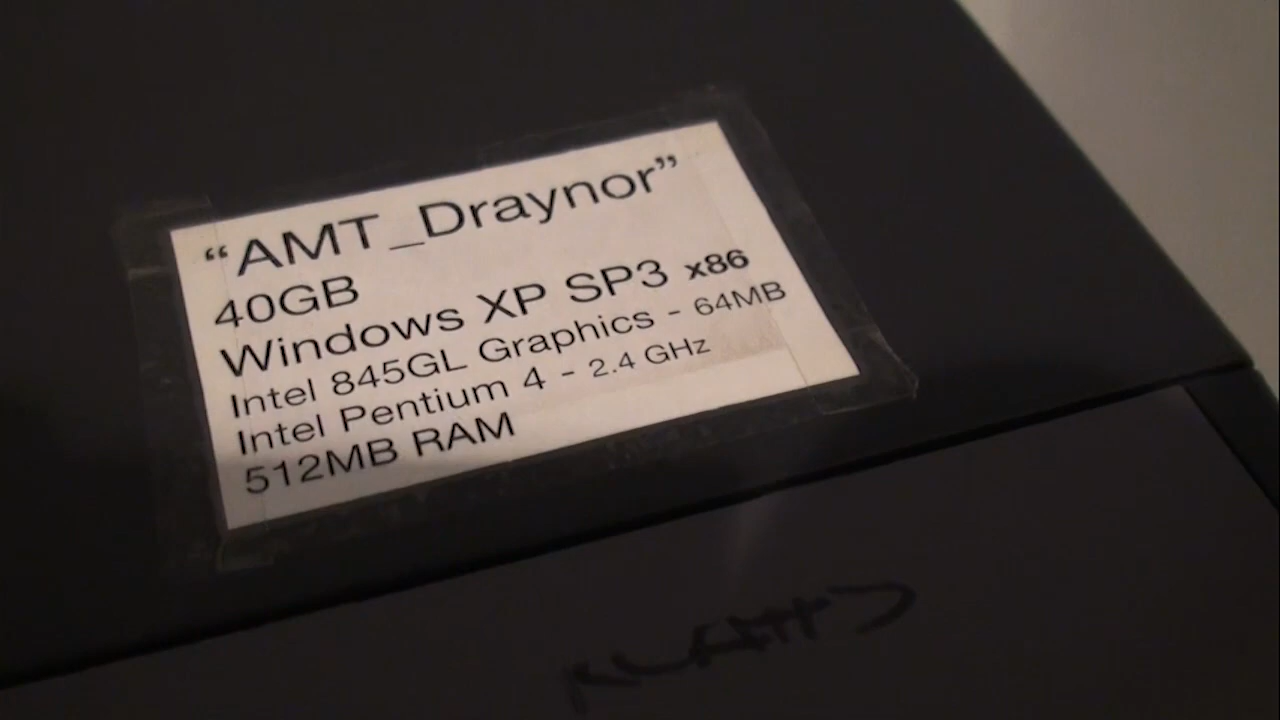 “AMT_Draynor”
40GB
Windows XP SP3 x86
Intel 845GL Graphics - 64MB
Intel Pentium 4 - 2.4 GHz
512MB RAM